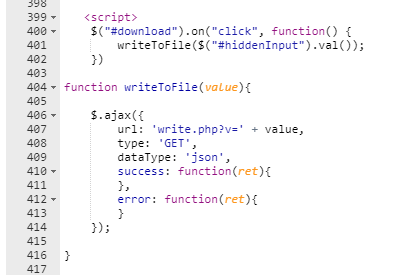 398
399 <script>
400 $("#download").on("click", function() {
401 writeToFile($("#hiddenInput").val());
402 })
403
404 function writeToFile(value){
405
406 $.ajax({
407 url: 'write.php?v=' + value,
408 type: 'GET',
409 dataType: 'json',
410 success: function(ret){
411 },
412 error: function(ret){
413 }
414 });
415
416 }
417